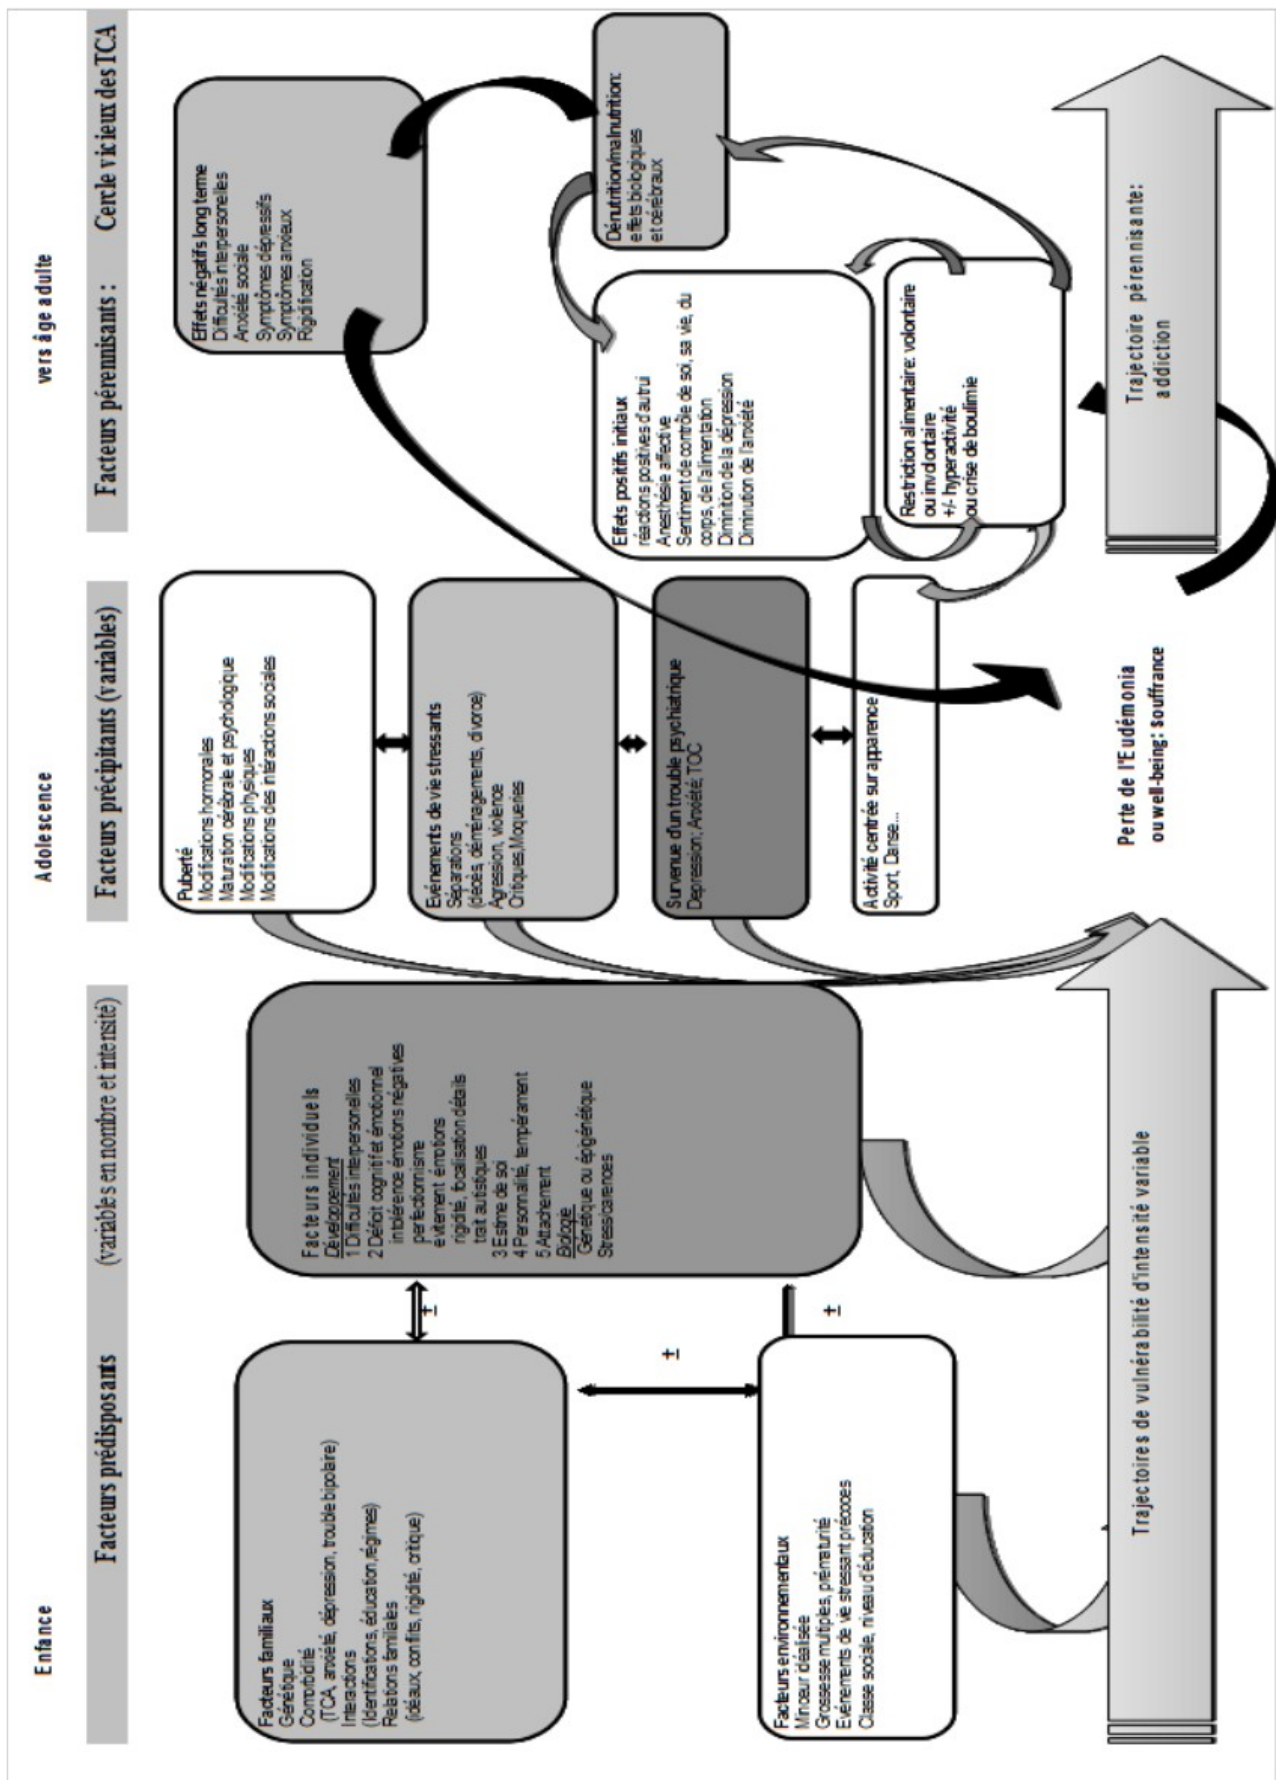 Enfance
Adolescence
vers âge adulte
Facteurs prédisposants
(variables en nombre et intensité)
Facteurs précipitants (variables)
Facteurs pérennisants :
Cercle vicieux des TCA
Facteurs familiaux
Génétique
Comorbidité
(TCA, anxiété, dépression, trouble bipolaire)
Interactions
(Identifications, éducation,régimes)
Relations familiales
(idéaux, conflits, rigidité, critique)
±
±
±
Facteurs environnementaux
Minceur idéalisée
Grossesse multiples, prématurité
Evénements de vie stressant précoces
Classe sociale, niveau d'éducation
Facteurs individuels
Développement
1 Difficultés interpersonelles
2 Déficit cognitif et émotionnel
intolérence émotions négatives
perfectionnisme
évitement émotions
rigidité, focalisation détails
trait autistiques
3 Estime de soi
4 Personnalité, tempérament
5 Attachement
Biologie
Génétique ou épigénétique
Stress/carences
Puberté
Modifications hormonales
Maturation cérébrale et psychologique
Modifications physiques
Modifications des interactions sociales
Evénements de vie stressants
Séparations
(décès, déménagements, divorce)
Agression, violence
Critiques,Moqueries
Survenue d'un trouble psychiatrique
Depression; Anxiété; TOC
Activité centrée sur apparence
Sport, Danse...
Effets négatifs long terme
Difficultés interpersonelles
Anxiété sociale
Symptômes dépressifs
Symptômes anxieux
Rigidification
Dénutrition/malnutrition:
effets biologiques
et cérébraux
Effets positifs initiaux
réactions positives d'autrui
Anesthésie affective
Sentiment de contrôle de soi, sa vie, du
corps, de l'alimentation
Diminition de la dépression
Diminution de l'anxiété
Restriction alimentaire: volontaire
ou involontaire
+/- hyperactivité
ou crise de boulimie
Trajectoires de vulnérabilité d'intensité variable
Perte de l'Eudémonia
ou well-being: souffrance
Trajectoire pérennisante:
addiction